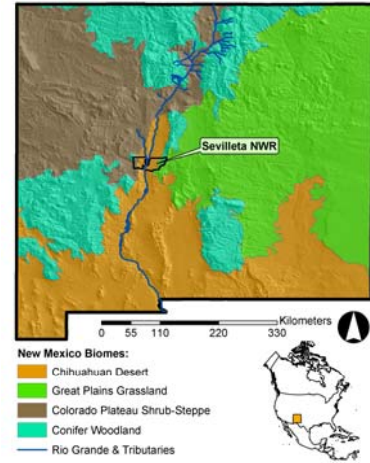 Sevilleta NWR
Kilometers
0 55 110 220 330
New Mexico Biomes:
Chihuahuan Desert
Great Plains Grassland
Colorado Plateau Shrub-Steppe
Conifer Woodland
Rio Grande & Tributaries